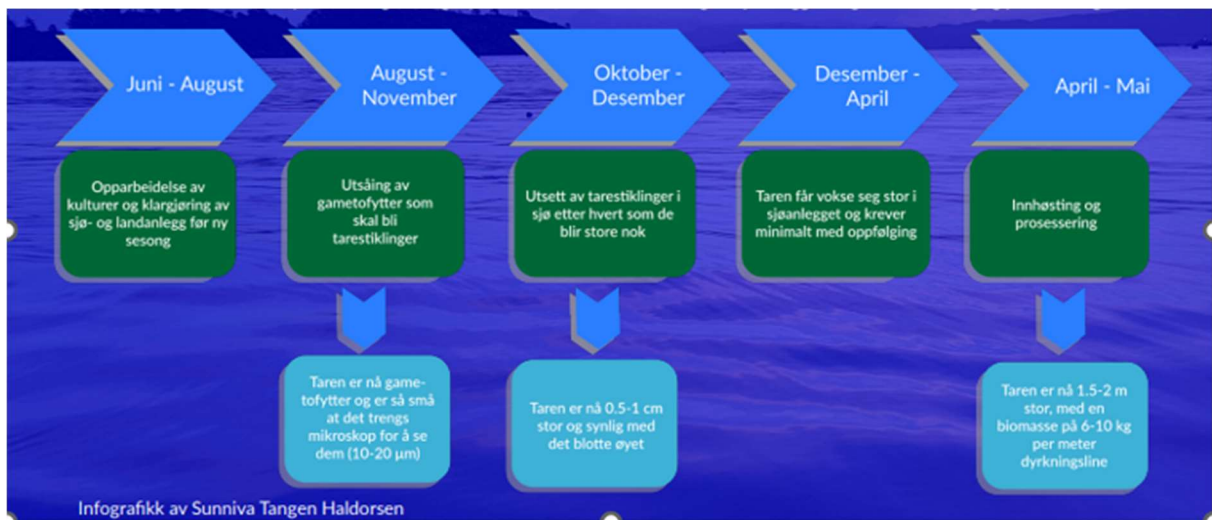 Juni - August
August -
November
Oktober -
Desember
Desember -
April
April - Mai
Opparbeidelse av
kulturer og klargjøring av
sjø- og landanlegg før ny
sesong
Utsåing av
gametofytter som
skal bli
tarestiklinger
Utsett av tarestiklinger i
sjø etter hvert som de
blir store nok
Taren får vokse seg stor i
sjøanlegget og krever
minimalt med oppfølging
Innhøsting og
prosessering
Taren er nå game-
tofytter og er så små
at det trengs
mikroskop for å se
dem (10-20 µm)
Taren er nå 0.5-1 cm
stor og synlig med
det blotte øyet
Taren er nå 1.5-2 m
stor, med en
biomasse på 6-10 kg
per meter
dyrkningsline
Infografikk av Sunniva Tangen Haldorsen